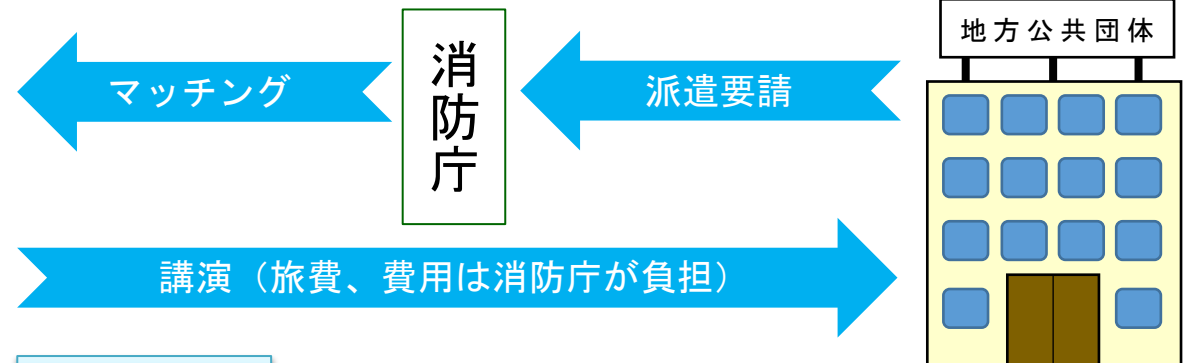 地方公共団体
マッチング
消防庁
派遣要請
講演（旅費、費用は消防庁が負担）